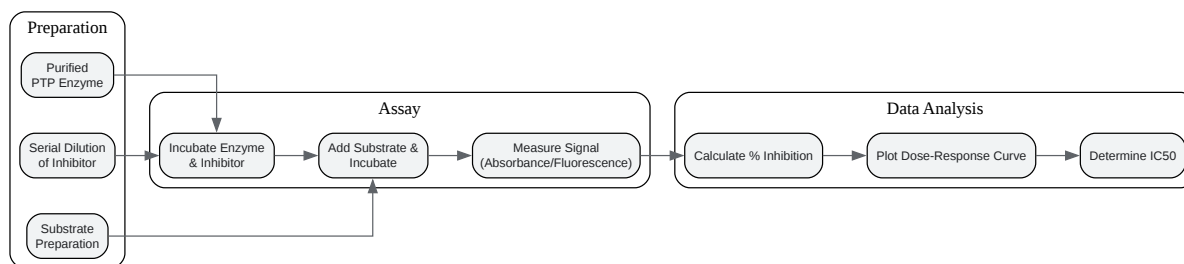 Preparation
Purified
PTP Enzyme
Serial Dilution
of Inhibitor
Substrate
Preparation
Assay
Incubate Enzyme
& Inhibitor
Add Substrate &
Incubate
Measure Signal
(Absorbance/Fluorescence)
Data Analysis
Calculate % Inhibition
Plot Dose-Response Curve
Determine IC50